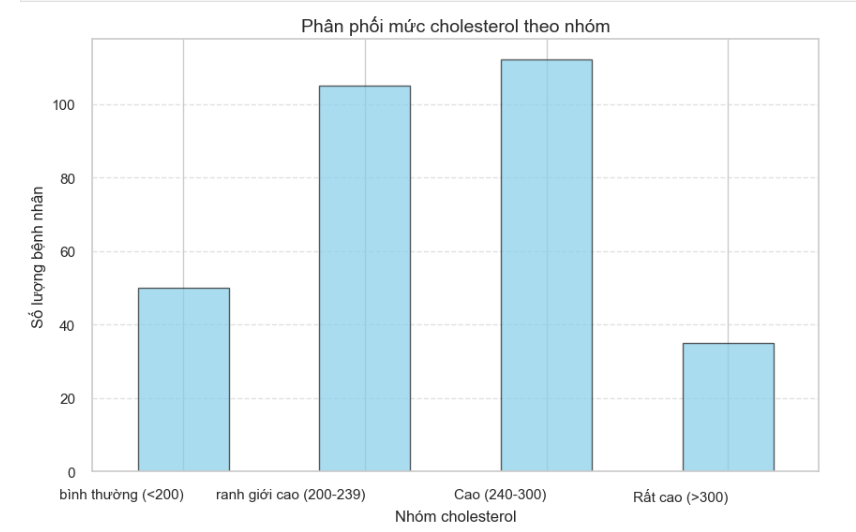 Phân phối mức cholesterol theo nhóm
Số lượng bệnh nhân
100
80
60
40
20
0
bình thường (<200) ranh giới cao (200-239) Cao (240-300) Rất cao (>300)
Nhóm cholesterol